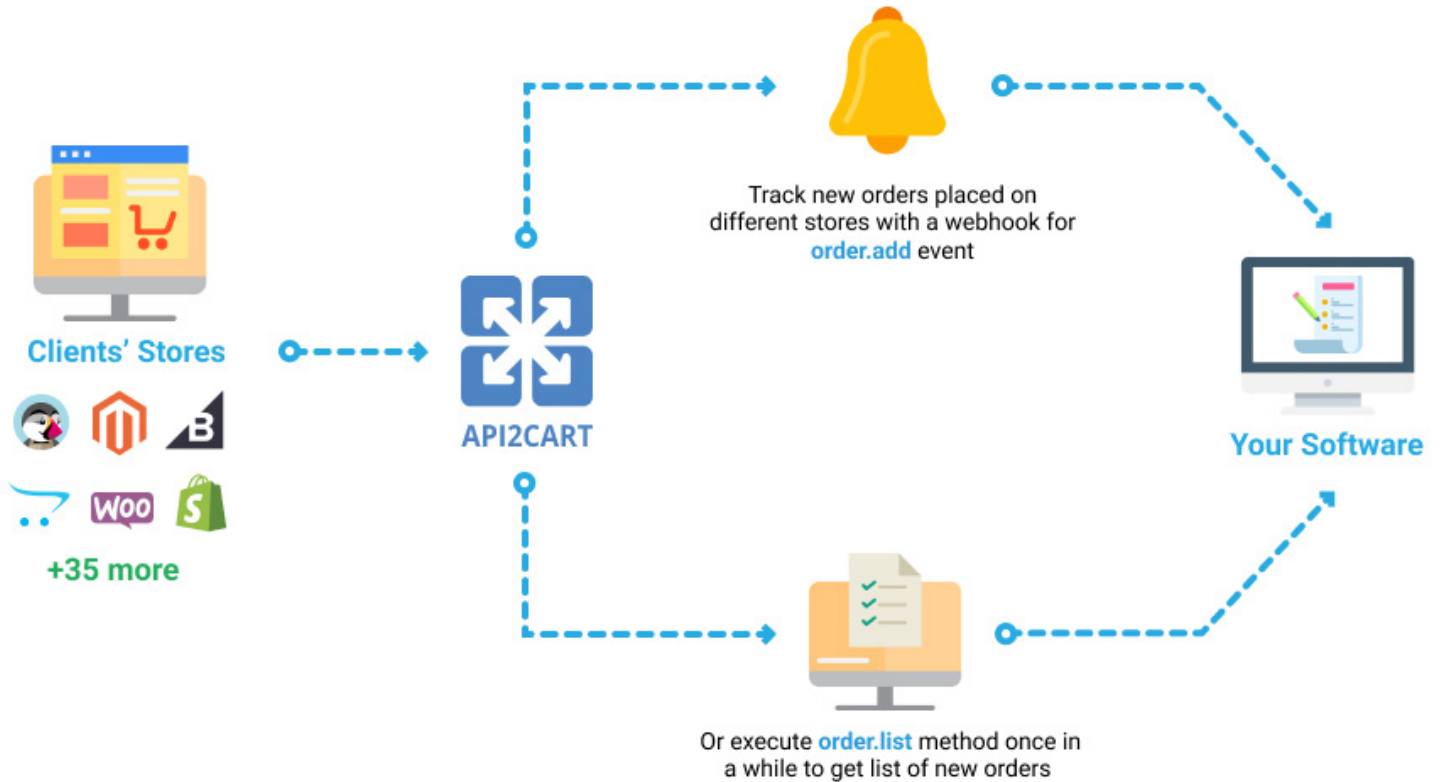 Track new orders placed on
different stores with a webhook for
order.add event
Clients’ Stores
B
WOO
S
+35 more
API2CART
Your Software
Or execute order.list method once in
a while to get list of new orders